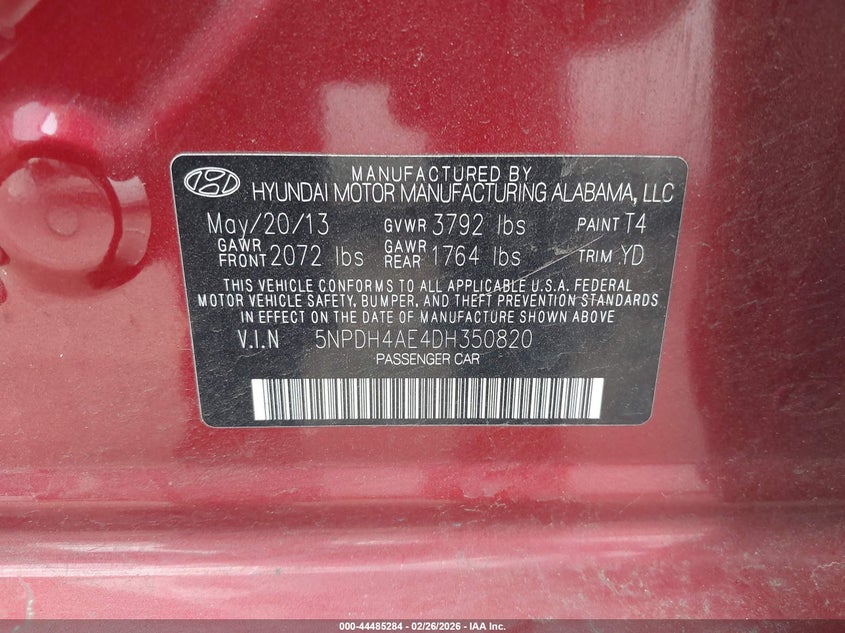 MANUFACTURED BY
HYUNDAI MOTOR MANUFACTURING ALABAMA, LLC
May/20/13 GVWR 3792 lbs PAINT T4
GAWR FRONT 2072 lbs GAWR REAR 1764 lbs TRIM YD
THIS VEHICLE CONFORMS TO ALL APPLICABLE U.S.A. FEDERAL
MOTOR VEHICLE SAFETY, BUMPER, AND THEFT PREVENTION STANDARDS
IN EFFECT ON THE DATE OF MANUFACTURE SHOWN ABOVE
V.I.N 5NPDH4AE4DH350820
PASSENGER CAR
000-44485284 - 02/26/2026 - IAA Inc.